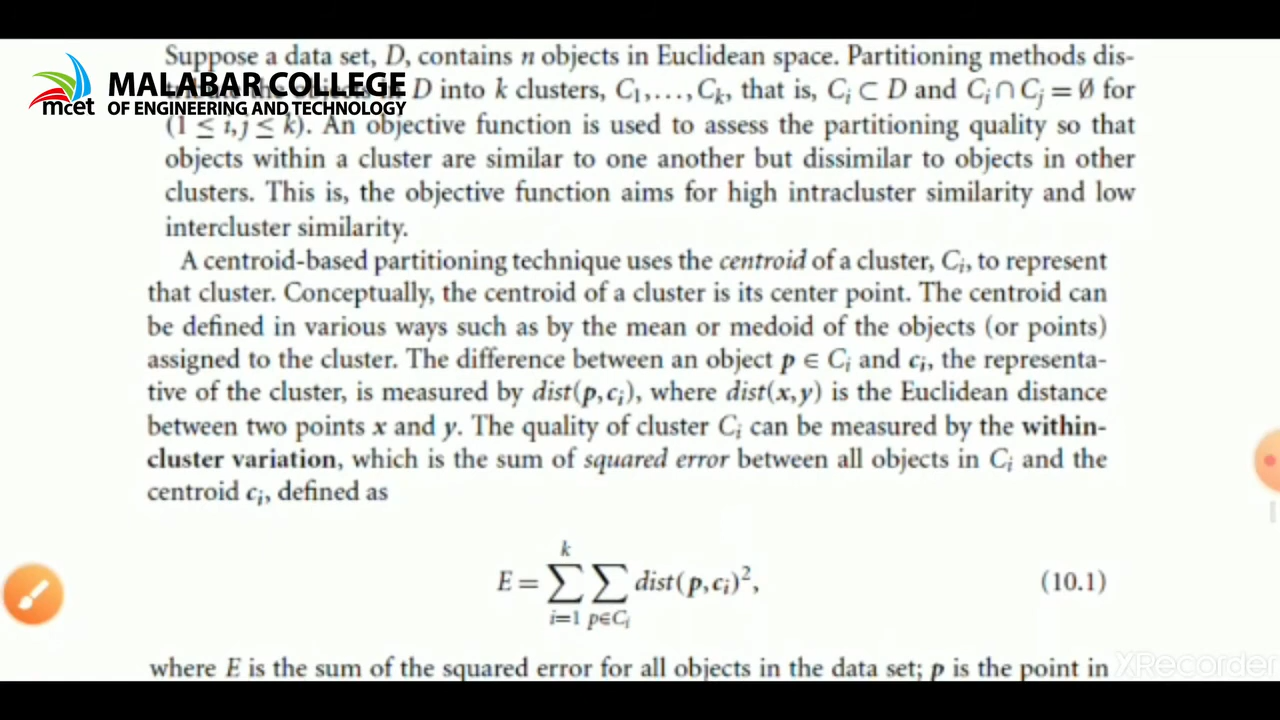 Suppose a data set, D, contains n objects in Euclidean space. Partitioning methods dis-
MALABAR COLLEGE
OF ENGINEERING AND TECHNOLOGY
mcet
D into k clusters, C₁,...,Cₖ, that is, Cᵢ ⊂ D and Cᵢ ∩ Cⱼ = ∅ for
(1 ≤ i, j ≤ k). An objective function is used to assess the partitioning quality so that
objects within a cluster are similar to one another but dissimilar to objects in other
clusters. This is, the objective function aims for high intracluster similarity and low
intercluster similarity.
A centroid-based partitioning technique uses the centroid of a cluster, Cᵢ, to represent
that cluster. Conceptually, the centroid of a cluster is its center point. The centroid can
be defined in various ways such as by the mean or medoid of the objects (or points)
assigned to the cluster. The difference between an object p ∈ Cᵢ and cᵢ, the representa-
tive of the cluster, is measured by dist(p, cᵢ), where dist(x, y) is the Euclidean distance
between two points x and y. The quality of cluster Cᵢ can be measured by the within-
cluster variation, which is the sum of squared error between all objects in Cᵢ and the
centroid cᵢ, defined as
E = ∑_{i=1}^{k} ∑_{p∈Cᵢ} dist(p, cᵢ)², (10.1)
where E is the sum of the squared error for all objects in the data set; p is the point in
XRecorder